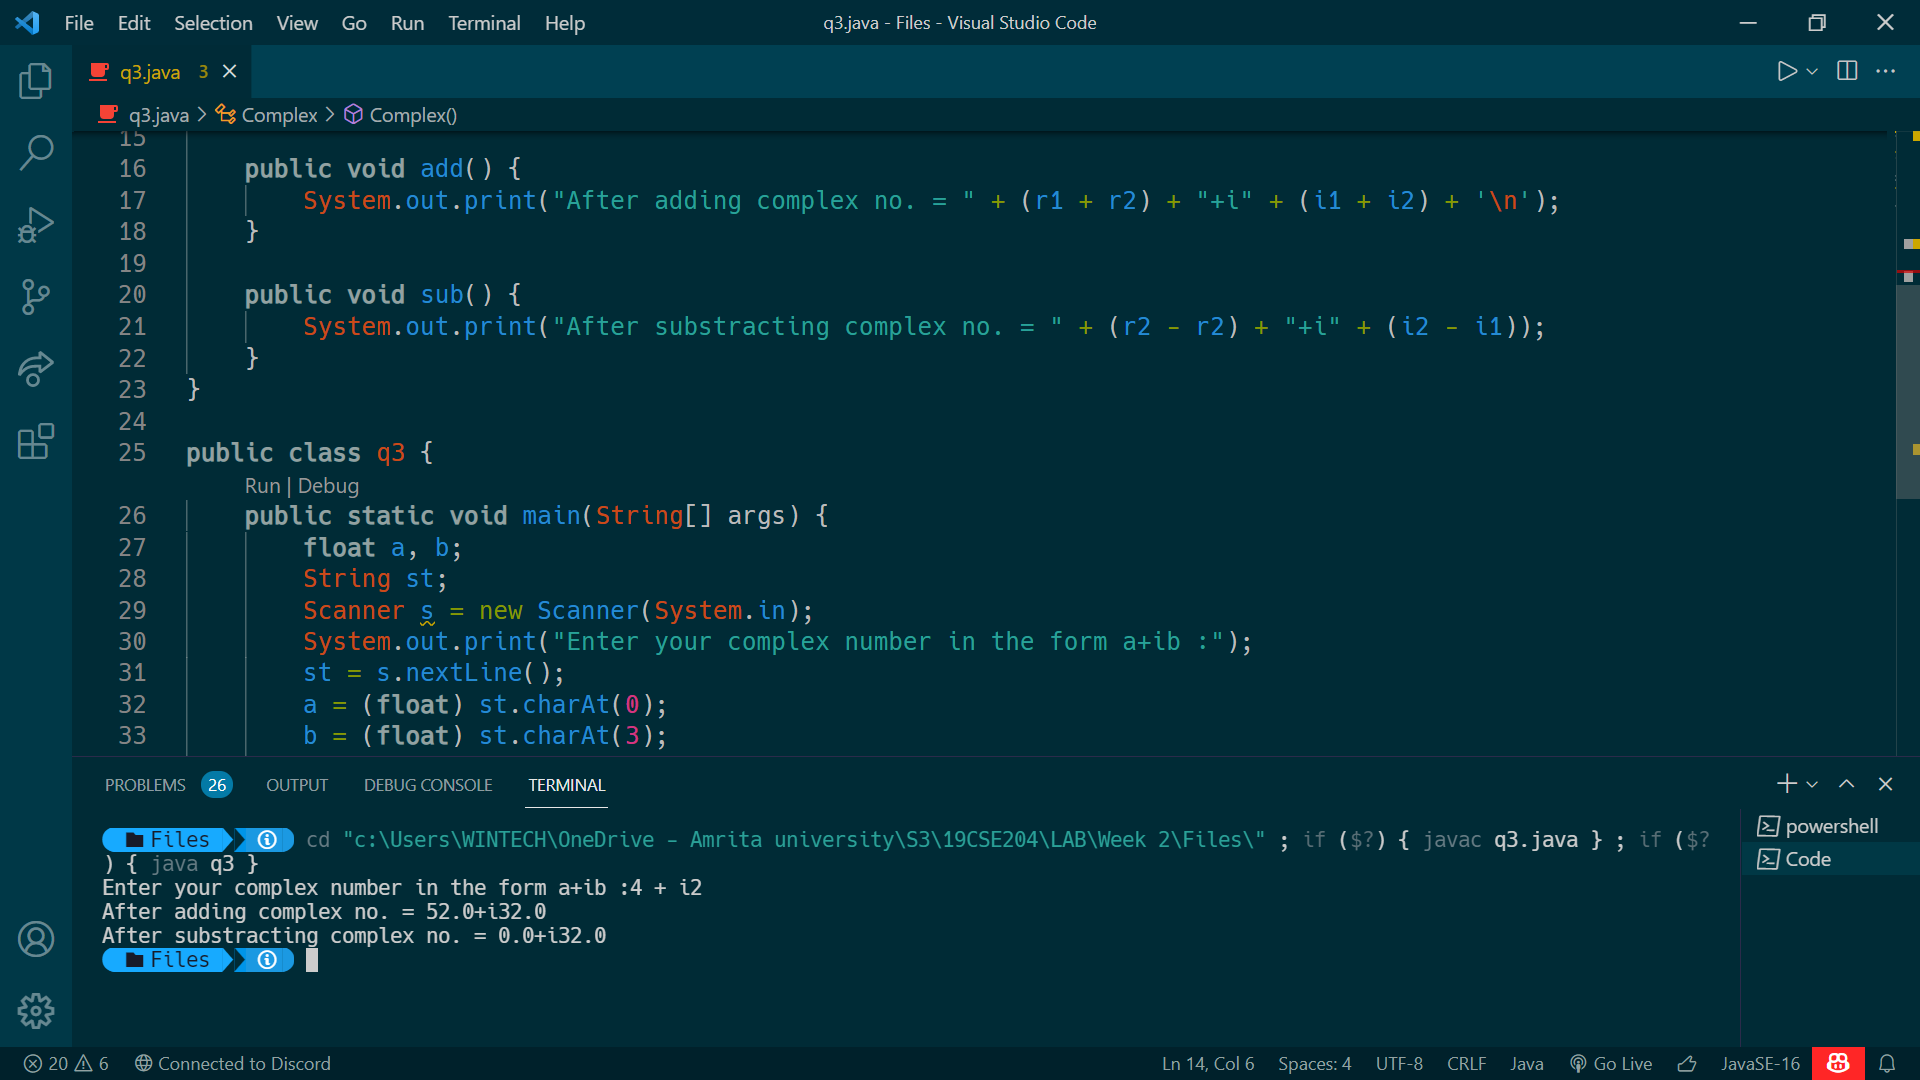 File Edit Selection View Go Run Terminal Help
q3.java - Files - Visual Studio Code
q3.java 3
q3.java > Complex > Complex()
15
16 public void add() {
17 System.out.print("After adding complex no. = " + (r1 + r2) + "+i" + (i1 + i2) + '\n');
18 }
19
20 public void sub() {
21 System.out.print("After substracting complex no. = " + (r2 - r2) + "+i" + (i2 - i1));
22 }
23 }
24
25 public class q3 {
Run | Debug
26 public static void main(String[] args) {
27 float a, b;
28 String st;
29 Scanner s = new Scanner(System.in);
30 System.out.print("Enter your complex number in the form a+ib :");
31 st = s.nextLine();
32 a = (float) st.charAt(0);
33 b = (float) st.charAt(3);
PROBLEMS 26 OUTPUT DEBUG CONSOLE TERMINAL
Files cd "c:\Users\WINTECH\OneDrive - Amrita university\S3\19CSE204\LAB\Week 2\Files\" ; if ($?) { javac q3.java } ; if ($?
) { java q3 }
Enter your complex number in the form a+ib :4 + i2
After adding complex no. = 52.0+i32.0
After substracting complex no. = 0.0+i32.0
Files
powershell
Code
20 6 Connected to Discord Ln 14, Col 6 Spaces: 4 UTF-8 CRLF Java Go Live JavaSE-16